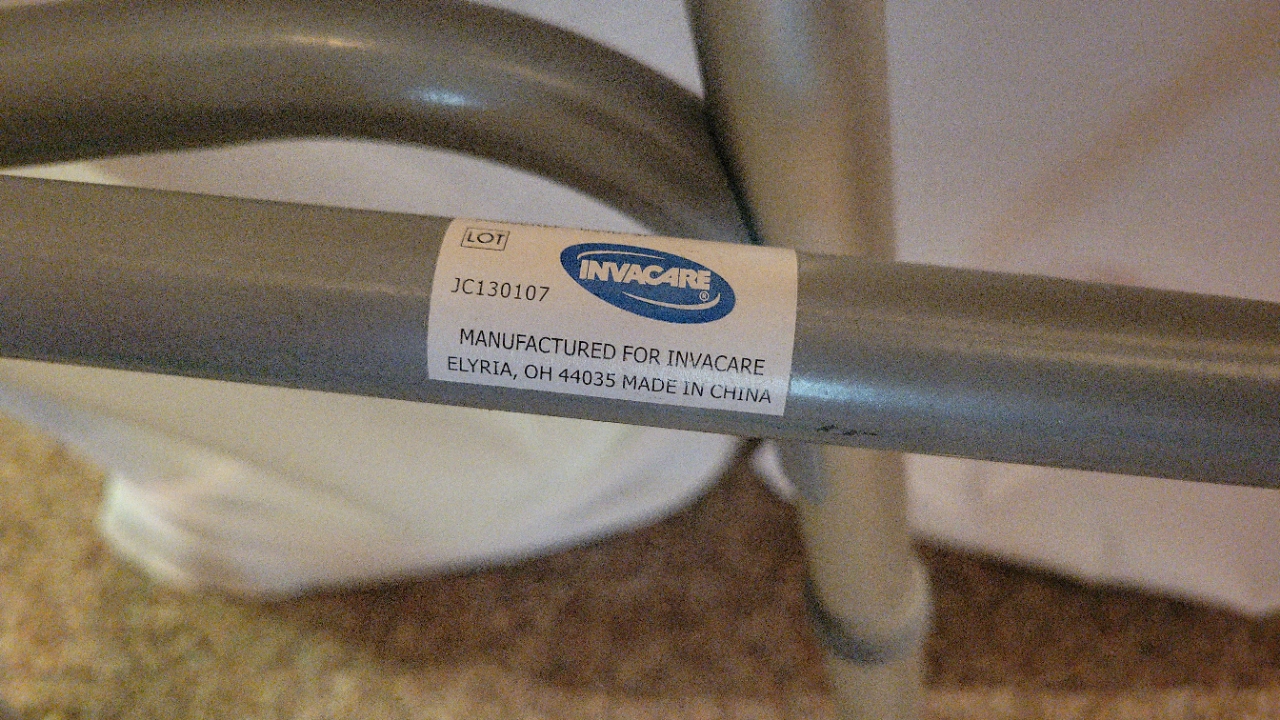 LOT
INVACARE®
JC130107
MANUFACTURED FOR INVACARE
ELYRIA, OH 44035 MADE IN CHINA